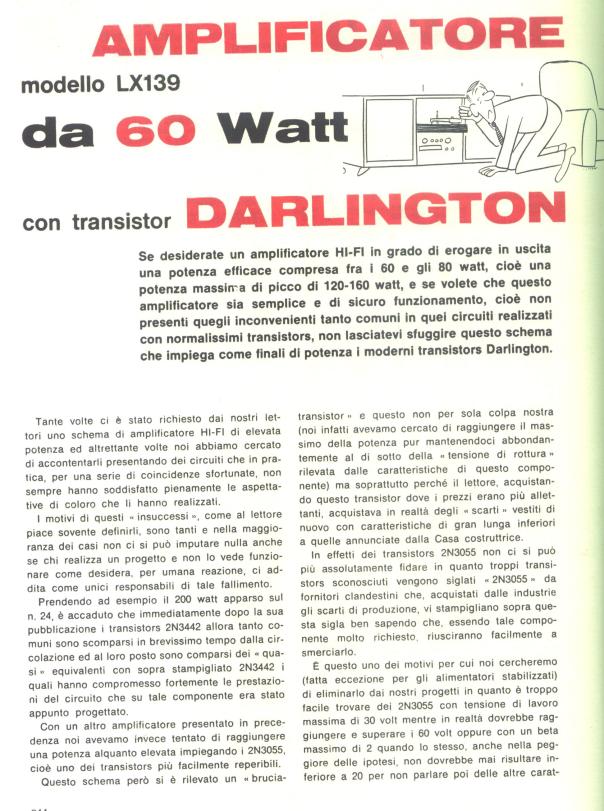 AMPLIFICATORE
modello LX139
da 60 Watt
con transistor DARLINGTON
Se desiderate un amplificatore HI-FI in grado di erogare in uscita
una potenza efficace compresa fra i 60 e gli 80 watt, cioè una
potenza massima di picco di 120-160 watt, e se volete che questo
amplificatore sia semplice e di sicuro funzionamento, cioè non
presenti quegli inconvenienti tanto comuni in quei circuiti realizzati
con normalissimi transistors, non lasciatevi sfuggire questo schema
che impiega come finali di potenza i moderni transistors Darlington.
Tante volte ci è stato richiesto dai nostri let-
tori uno schema di amplificatore HI-FI di elevata
potenza ed altrettante volte noi abbiamo cercato
di accontentarli presentando dei circuiti che in pra-
tica, per una serie di coincidenze sfortunate, non
sempre hanno soddisfatto pienamente le aspetta-
tive di coloro che li hanno realizzati.
I motivi di questi « insuccessi », come al lettore
piace sovente definirli, sono tanti e nella maggio-
ranza dei casi non ci si può imputare nulla anche
se chi realizza un progetto e non lo vede funzio-
nare come desidera, per umana reazione, ci ad-
dita come unici responsabili di tale fallimento.
Prendendo ad esempio il 200 watt apparso sul
n. 24, è accaduto che immediatamente dopo la sua
pubblicazione i transistors 2N3442 allora tanto co-
muni sono scomparsi in brevissimo tempo dalla cir-
colazione ed al loro posto sono comparsi dei « qua-
si » equivalenti con sopra stampigliato 2N3442 i
quali hanno compromesso fortemente le prestazio-
ni del circuito che su tale componente era stato
appunto progettato.
Con un altro amplificatore presentato in prece-
denza noi avevamo invece tentato di raggiungere
una potenza alquanto elevata impiegando i 2N3055,
cioè uno dei transistors più facilmente reperibili.
Questo schema però si è rilevato un « brucia-
transistor » e questo non per sola colpa nostra
(noi infatti avevamo cercato di raggiungere il mas-
simo della potenza pur mantenendoci abbondan-
temente al di sotto della « tensione di rottura »
rilevata dalle caratteristiche di questo compo-
nente) ma soprattutto perché il lettore, acquistan-
do questo transistor dove i prezzi erano più allet-
tanti, acquistava in realtà degli « scarti » vestiti di
nuovo con caratteristiche di gran lunga inferiori
a quelle annunciate dalla Casa costruttrice.
In effetti dei transistors 2N3055 non ci si può
più assolutamente fidare in quanto troppi transi-
stors sconosciuti vengono siglati « 2N3055 » da
fornitori clandestini che, acquistati dalle industrie
gli scarti di produzione, vi stampigliano sopra que-
sta sigla ben sapendo che, essendo tale compo-
nente molto richiesto, riusciranno facilmente a
smerciarlo.
È questo uno dei motivi per cui noi cercheremo
(fatta eccezione per gli alimentatori stabilizzati)
di eliminarlo dai nostri progetti in quanto è troppo
facile trovare dei 2N3055 con tensione di lavoro
massima di 30 volt mentre in realtà dovrebbe rag-
giungere e superare i 60 volt oppure con un beta
massimo di 2 quando lo stesso, anche nella peg-
giore delle ipotesi, non dovrebbe mai risultare in-
feriore a 20 per non parlare poi delle altre carat-